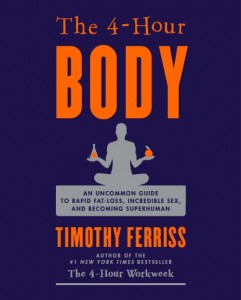 The 4-Hour
BODY
AN UNCOMMON GUIDE
TO RAPID FAT-LOSS, INCREDIBLE SEX,
AND BECOMING SUPERHUMAN
TIMOTHY FERRISS
AUTHOR OF THE
#1 NEW YORK TIMES BESTSELLER
The 4-Hour Workweek